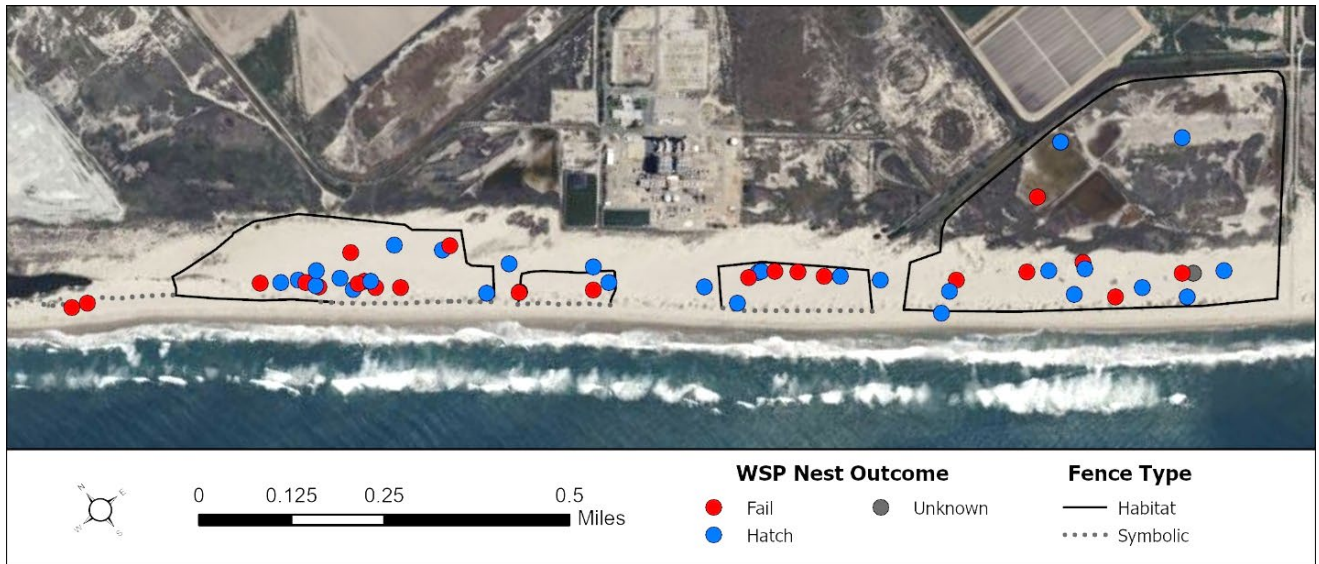 N
E
W
S
0 0.125 0.25 0.5
Miles
WSP Nest Outcome
Fail
Unknown
Hatch
Fence Type
Habitat
Symbolic